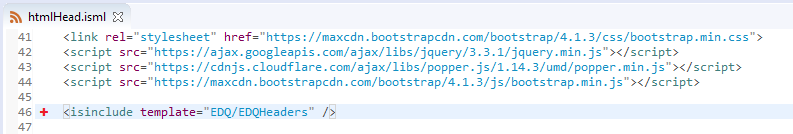 htmlHead.isml
41 <link rel="stylesheet" href="https://maxcdn.bootstrapcdn.com/bootstrap/4.1.3/css/bootstrap.min.css">
42 <script src="https://ajax.googleapis.com/ajax/libs/jquery/3.3.1/jquery.min.js"></script>
43 <script src="https://cdnjs.cloudflare.com/ajax/libs/popper.js/1.14.3/umd/popper.min.js"></script>
44 <script src="https://maxcdn.bootstrapcdn.com/bootstrap/4.1.3/js/bootstrap.min.js"></script>
45
46 <isinclude template="EDQ/EDQHeaders" />
47